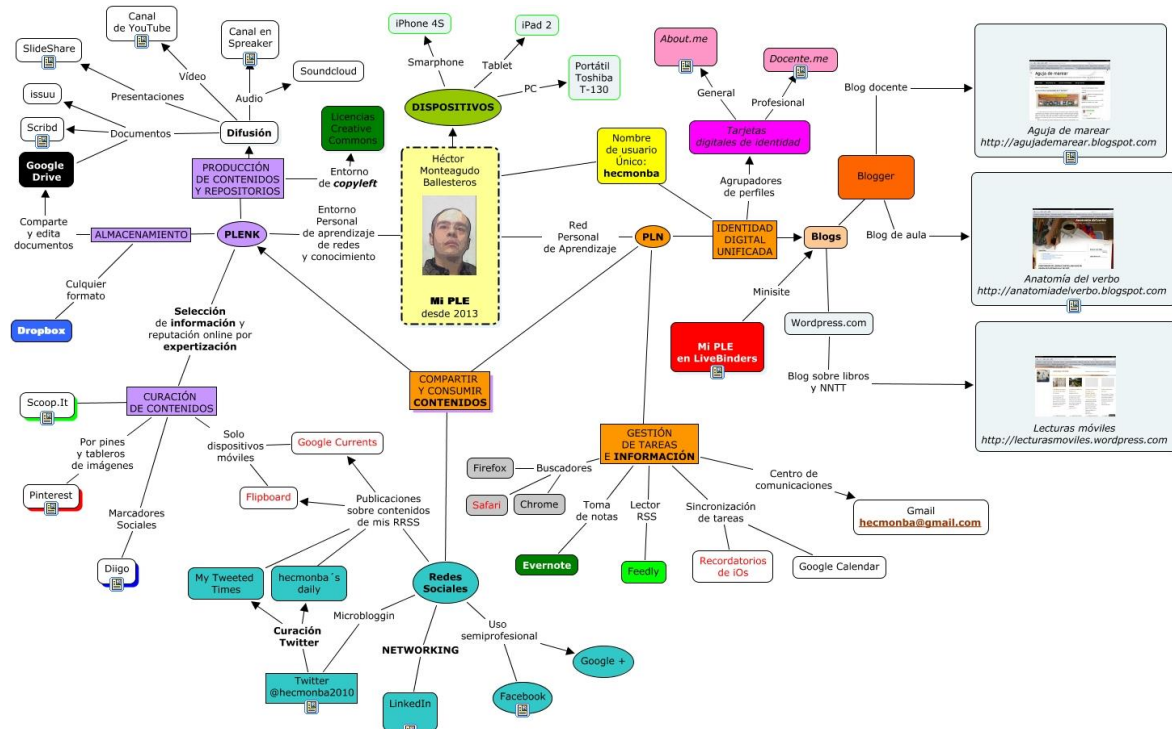 Canal
de YouTube
SlideShare
Canal en
Spreaker
Vídeo
Soundcloud
Presentaciones
Audio
issuu
Scribd
Documentos
Difusión
Google
Drive
PRODUCCIÓN
DE CONTENIDOS
Y REPOSITORIOS
Licencias
Creative
Commons
Entorno
de copyleft
Comparte
y edita
documentos
ALMACENAMIENTO
PLENK
Entorno
Personal
de aprendizaje
de redes
y conocimiento
Culquier
formato
Dropbox
iPhone 4S
iPad 2
Smarphone
Tablet
PC
Portátil
Toshiba
T-130
DISPOSITIVOS
Héctor
Monteagudo
Ballesteros
Mi PLE
desde 2013
Nombre
de usuario
Único:
hecmonba
Red
Personal
de Aprendizaje
PLN
IDENTIDAD
DIGITAL
UNIFICADA
About.me
Docente.me
General
Profesional
Tarjetas
digitales de identidad
Agrupadores
de perfiles
Blogs
Blogger
Blog docente
Blog de aula
Minisite
Mi PLE
en LiveBinders
Wordpress.com
Blog sobre libros
y NNTT
Aguja de marear
Aguja de marear
http://agujademarear.blogspot.com
Anatomía del verbo
http://anatomiadelverbo.blogspot.com
Lecturas móviles
http://lecturasmoviles.wordpress.com
Selección
de información y
reputación online por
expertización
CURACIÓN
DE CONTENIDOS
Scoop.It
Por pines
y tableros
de imágenes
Pinterest
Marcadores
Sociales
Diigo
Solo
dispositivos
móviles
Google Currents
Flipboard
Publicaciones
sobre contenidos
de mis RRSS
COMPARTIR
Y CONSUMIR
CONTENIDOS
My Tweeted
Times
hecmonba´s
daily
Redes
Sociales
Curación
Twitter
Microbloggin
Twitter
@hecmonba2010
NETWORKING
LinkedIn
Uso
semiprofesional
Facebook
Google +
GESTIÓN
DE TAREAS
E INFORMACIÓN
Buscadores
Firefox
Safari
Chrome
Toma
de notas
Evernote
Lector
RSS
Feedly
Sincronización
de tareas
Recordatorios
de iOs
Google Calendar
Centro de
comunicaciones
Gmail
hecmonba@gmail.com